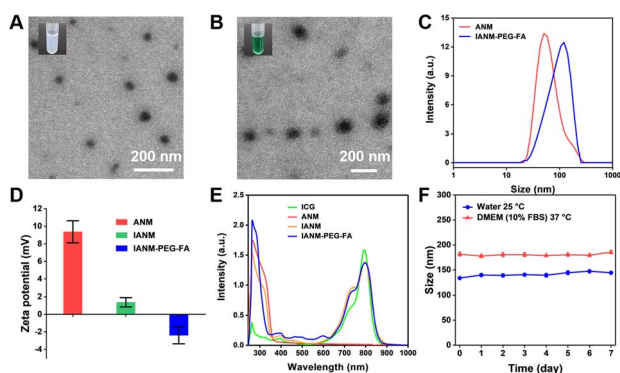 A
200 nm
B
200 nm
C
ANM
IANM-PEG-FA
Intensity (a.u.)
15
12
9
6
3
0
1 10 100 1000
Size (nm)
D
ANM
IANM
IANM-PEG-FA
Zeta potential (mV)
12
10
8
6
4
2
0
-2
-4
E
ICG
ANM
IANM
IANM-PEG-FA
Intensity (a.u.)
2.5
2.0
1.5
1.0
0.5
0.0
300 400 500 600 700 800 900 1000
Wavelength (nm)
F
Water 25 °C
DMEM (10% FBS) 37 °C
Size (nm)
300
250
200
150
100
50
0
0 1 2 3 4 5 6 7
Time (day)